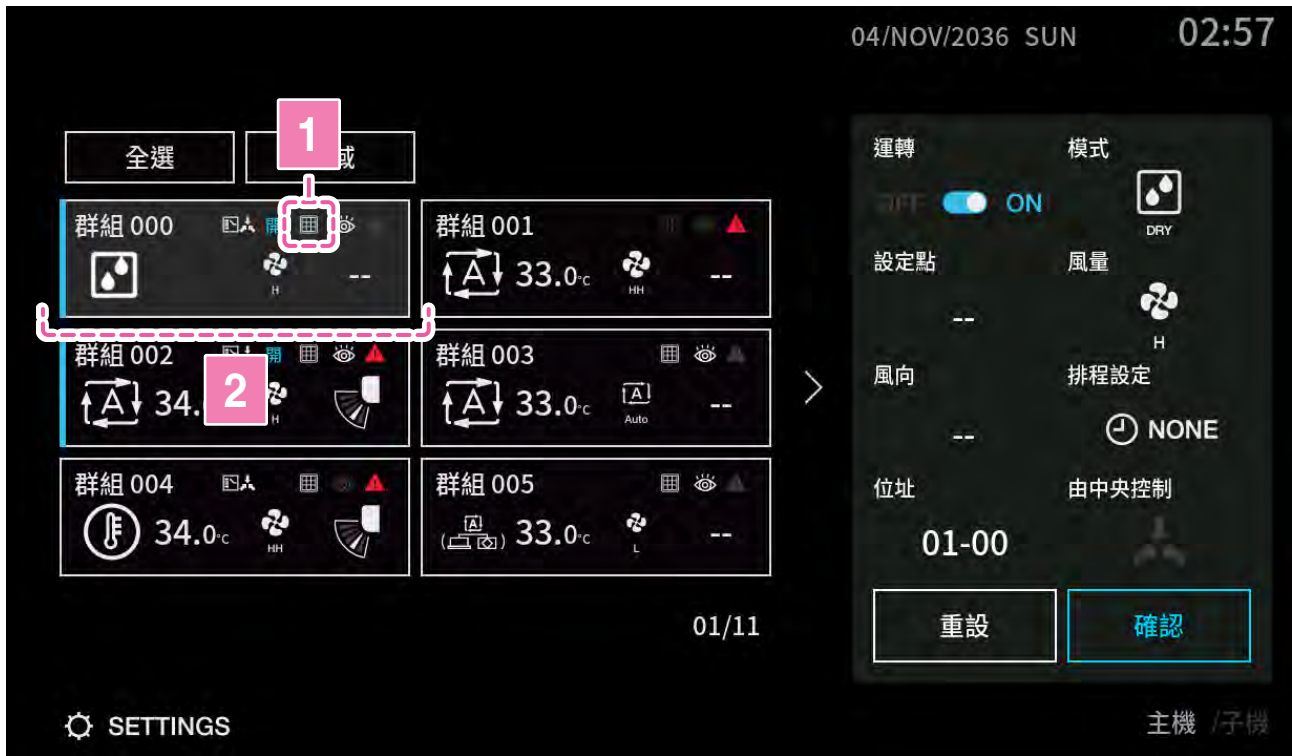 04/NOV/2036 SUN 02:57
1
全選 域
運轉 模式
OFF ON
DRY
群組 000 開
H --
群組 001
A 33.0°C HH --
設定點 風量
-- H
群組 002 開
A 34. H
2
群組 003
A 33.0°C A Auto --
風向 排程設定
-- NONE
群組 004
34.0°C HH
群組 005
A 33.0°C L --
位址 由中央控制
01-00
重設 確認
01/11
SETTINGS
主機 /子機